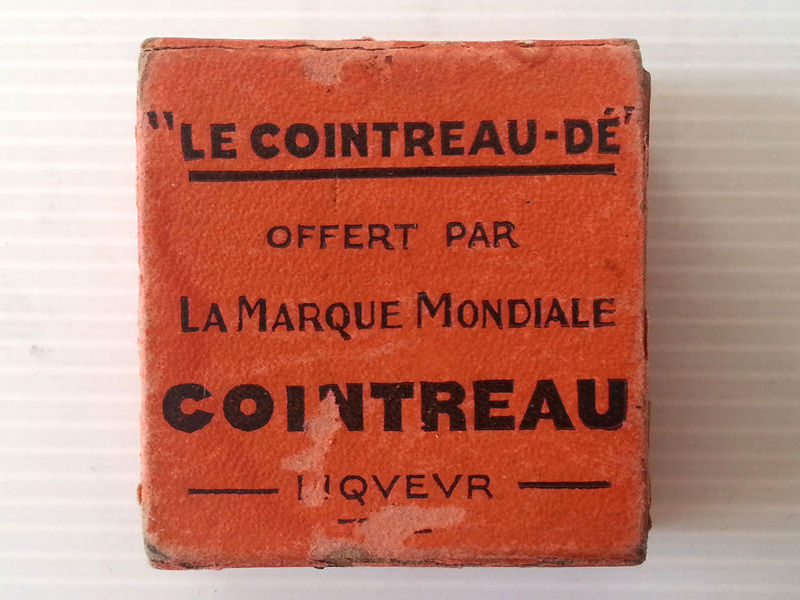 "LE COINTREAU-DÉ"
OFFERT PAR
LA MARQUE MONDIALE
COINTREAU
LIQVEVR